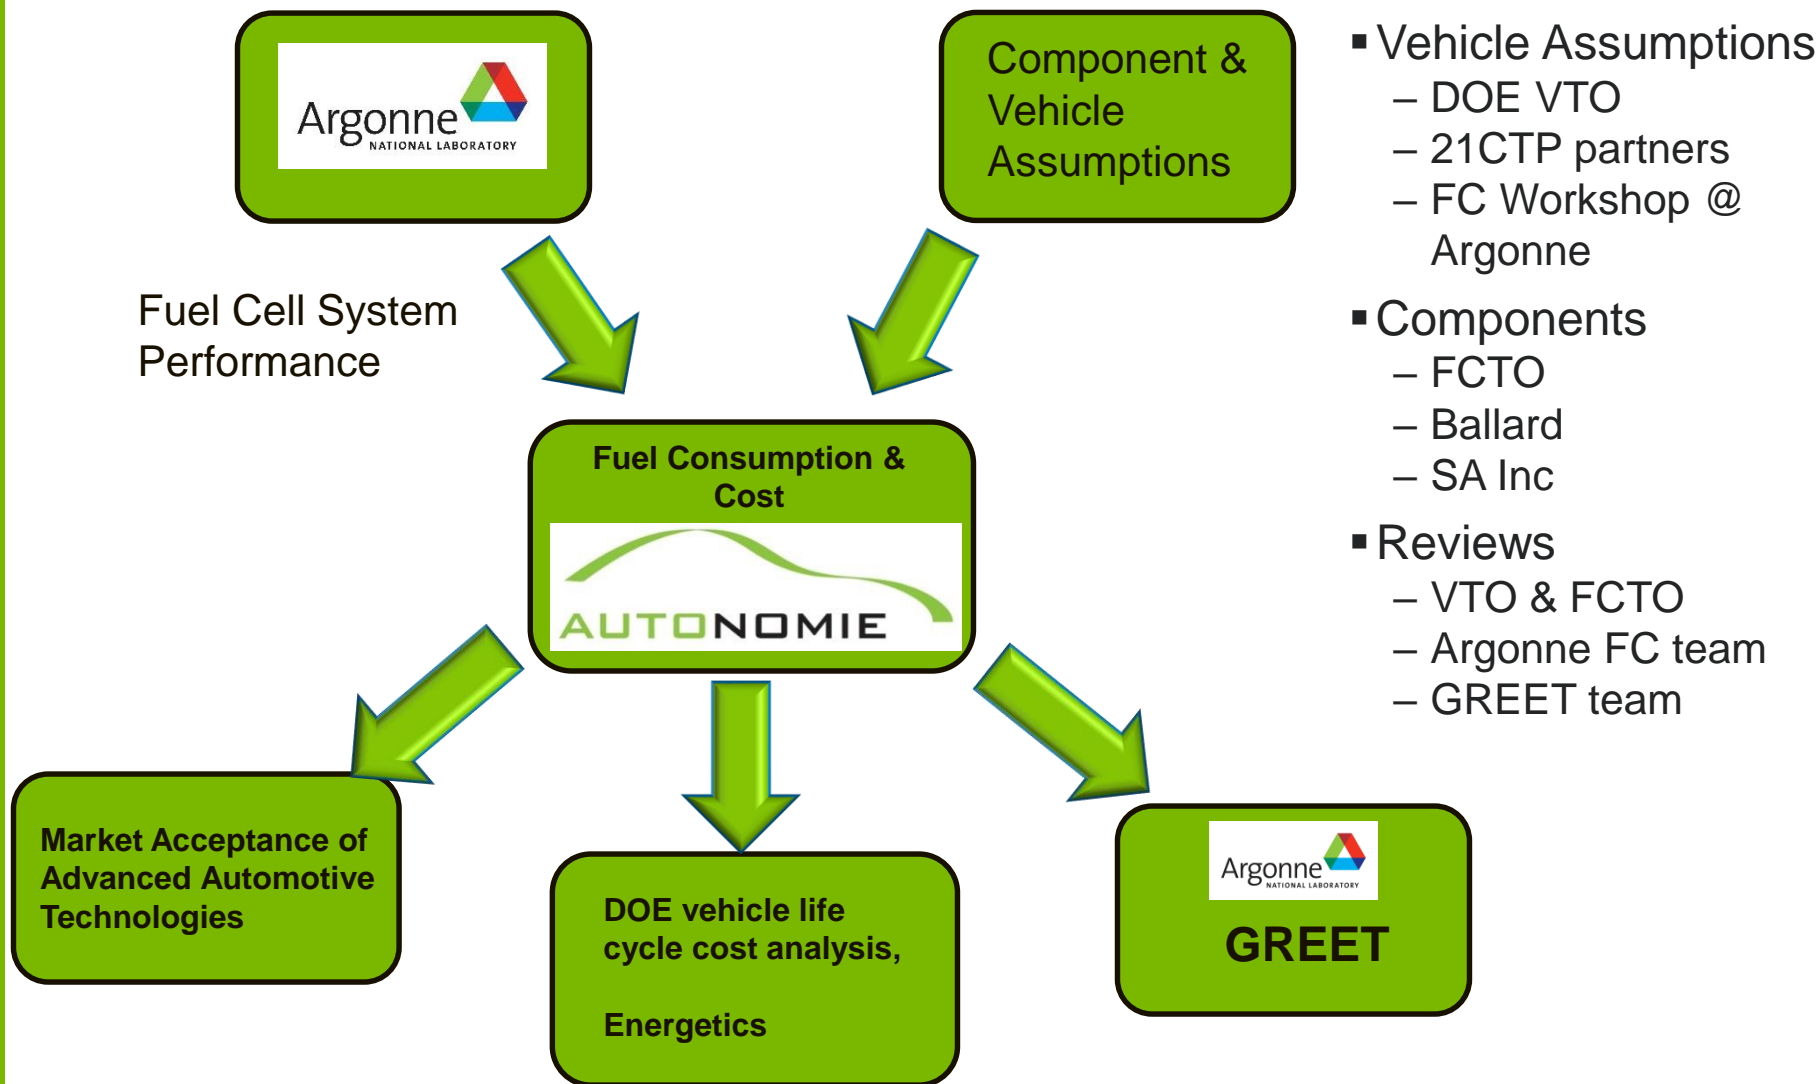 Argonne
NATIONAL LABORATORY
Component &
Vehicle
Assumptions
Fuel Cell System
Performance
Fuel Consumption &
Cost
AUTONOMIE
Market Acceptance of
Advanced Automotive
Technologies
DOE vehicle life
cycle cost analysis,
Energetics
Argonne
NATIONAL LABORATORY
GREET
▪ Vehicle Assumptions
– DOE VTO
– 21CTP partners
– FC Workshop @
Argonne
▪ Components
– FCTO
– Ballard
– SA Inc
▪ Reviews
– VTO & FCTO
– Argonne FC team
– GREET team